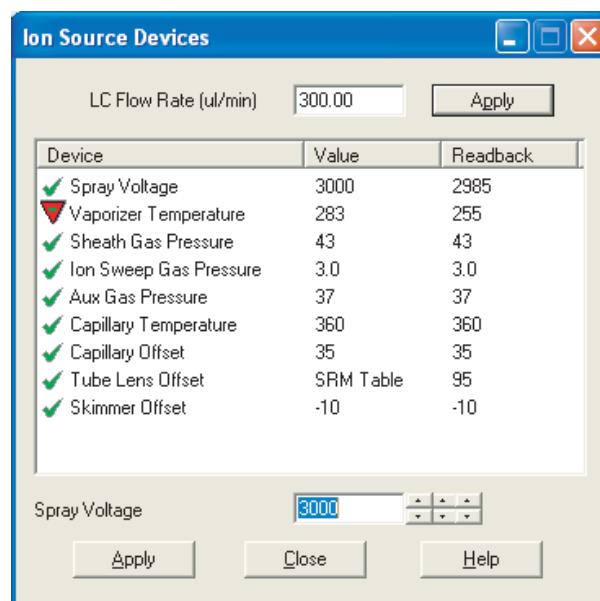 Ion Source Devices
LC Flow Rate (ul/min) 300.00 Apply
Device Value Readback
Spray Voltage 3000 2985
Vaporizer Temperature 283 255
Sheath Gas Pressure 43 43
Ion Sweep Gas Pressure 3.0 3.0
Aux Gas Pressure 37 37
Capillary Temperature 360 360
Capillary Offset 35 35
Tube Lens Offset SRM Table 95
Skimmer Offset -10 -10
Spray Voltage 3000
Apply Close Help